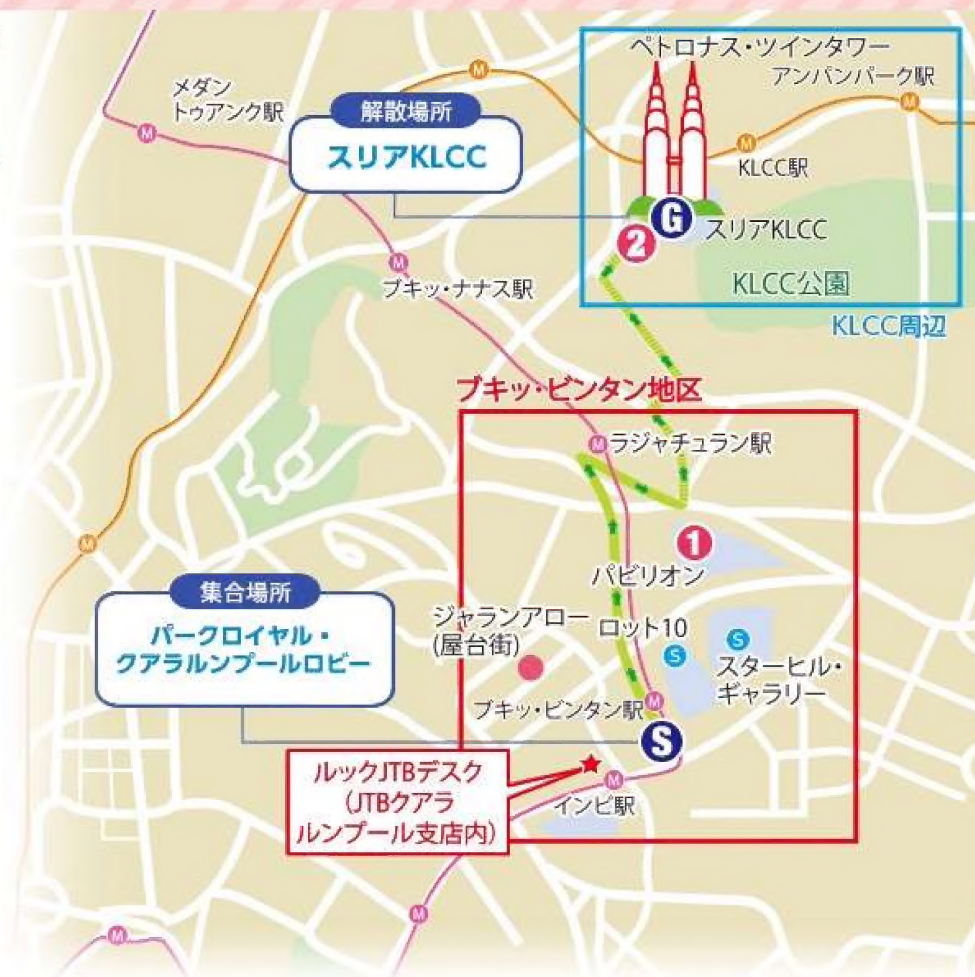 ペトロナス・ツインタワー
アンパンパーク駅
メダン
トゥアンク駅
M
M
M
M
解散場所
スリアKLCC
KLCC駅
G
2
スリアKLCC
M
KLCC公園
ブキッ・ナナス駅
KLCC周辺
ブキッ・ビンタン地区
M
ラジャチュラン駅
M
1
パビリオン
集合場所
パークロイヤル・
クアラルンプールロビー
ジャランアロー
(屋台街)
ロット10
S
S
スターヒル・
ギャラリー
ブキッ・ビンタン駅
M
S
ルックJTBデスク
(JTBクアラ
ルンプール支店内)
M
インビ駅
M
M